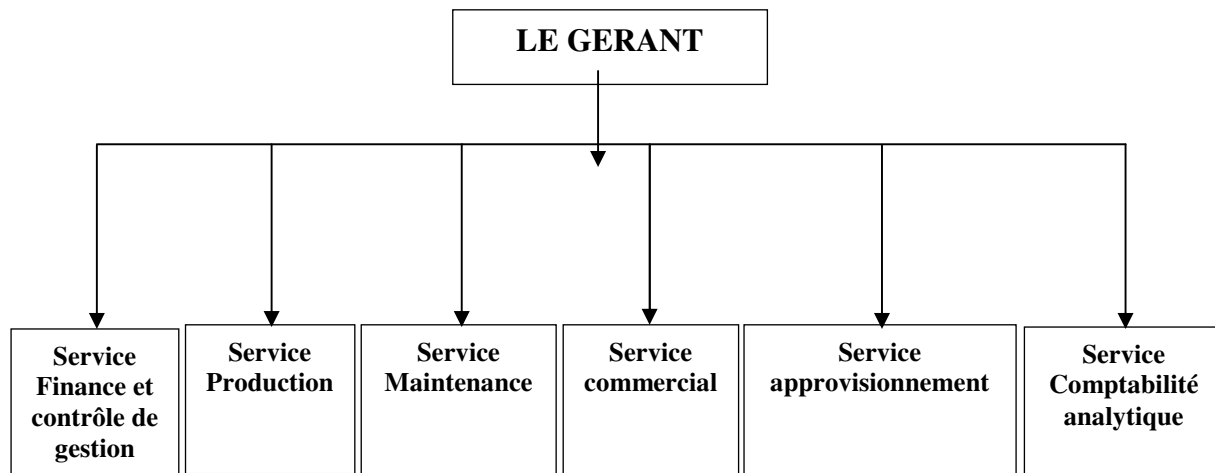 LE GERANT
Service
Finance et
contrôle de
gestion
Service
Production
Service
Maintenance
Service
commercial
Service
approvisionnement
Service
Comptabilité
analytique